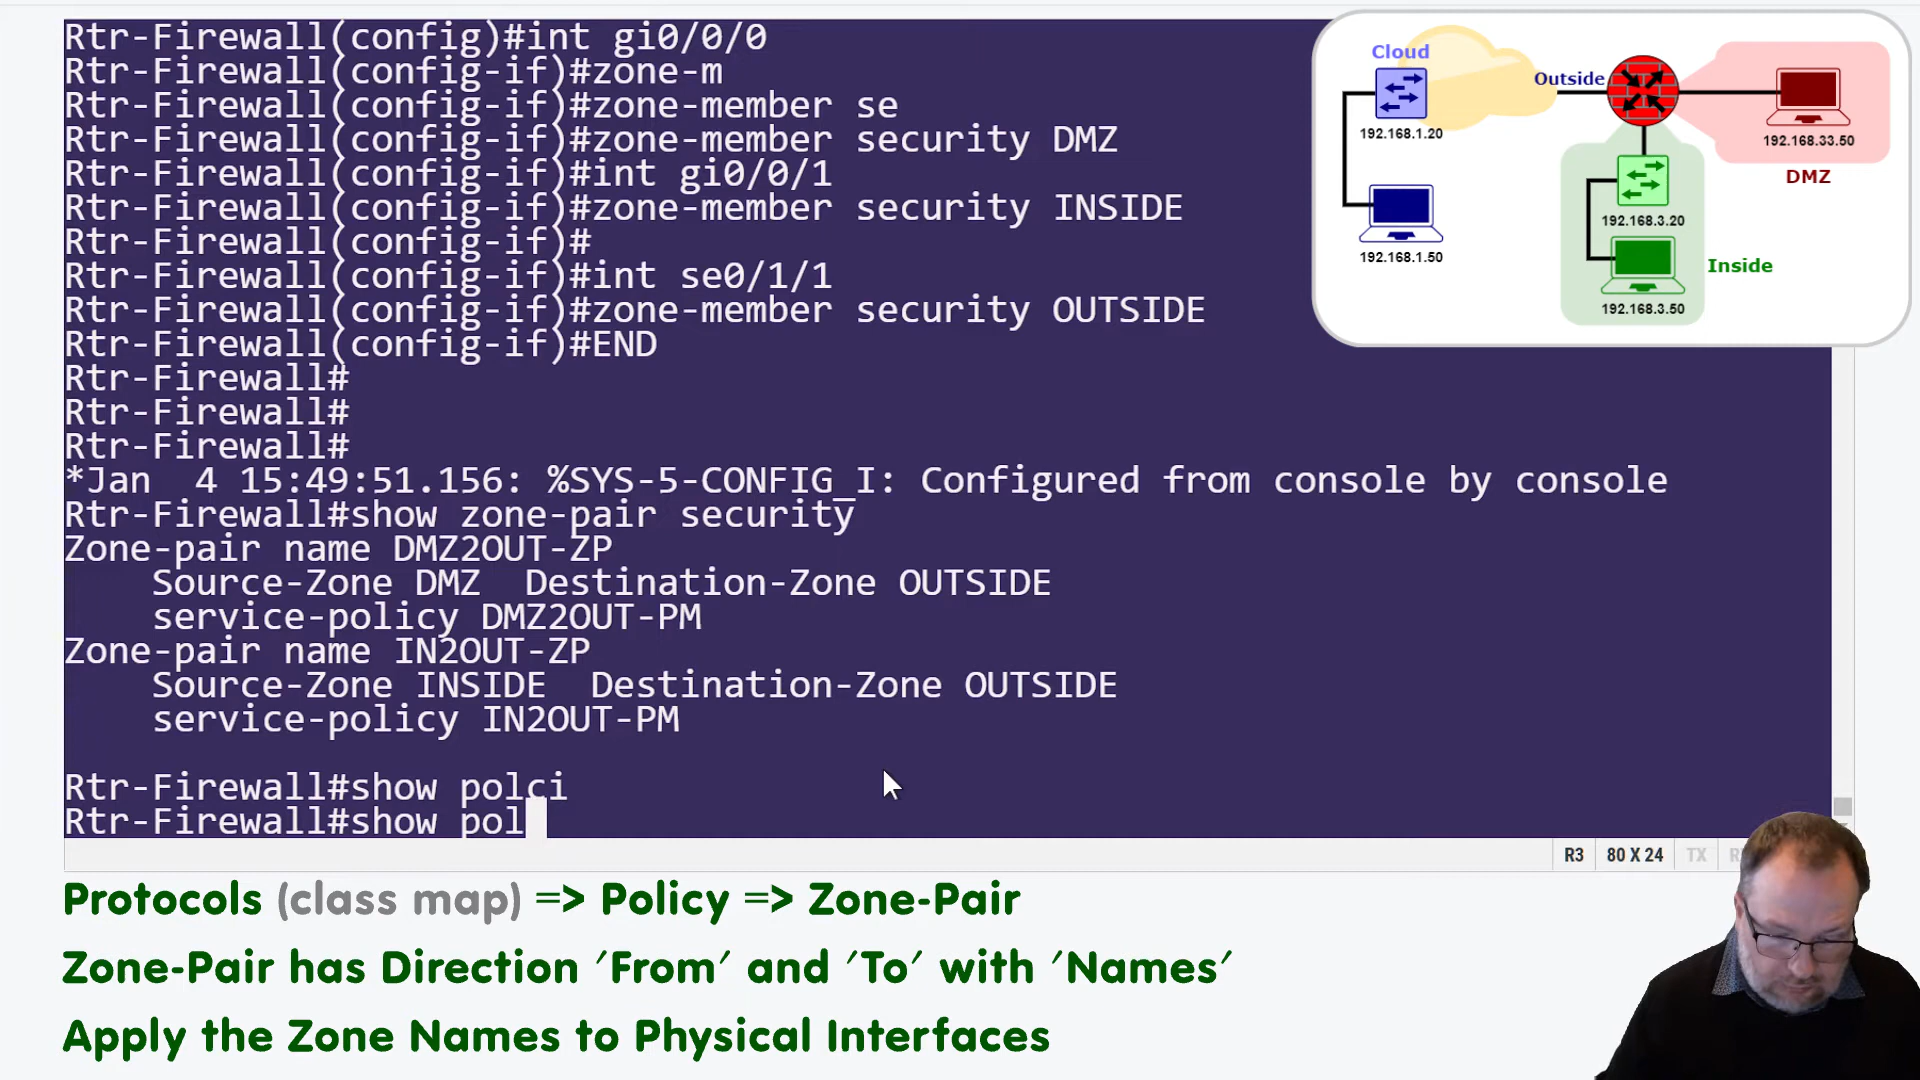 Rtr-Firewall(config)#int gi0/0/0
Rtr-Firewall(config-if)#zone-m
Rtr-Firewall(config-if)#zone-member se
Rtr-Firewall(config-if)#zone-member security DMZ
Rtr-Firewall(config-if)#int gi0/0/1
Rtr-Firewall(config-if)#zone-member security INSIDE
Rtr-Firewall(config-if)#
Rtr-Firewall(config-if)#int se0/1/1
Rtr-Firewall(config-if)#zone-member security OUTSIDE
Rtr-Firewall(config-if)#END
Rtr-Firewall#
Rtr-Firewall#
Rtr-Firewall#
*Jan  4 15:49:51.156: %SYS-5-CONFIG_I: Configured from console by console
Rtr-Firewall#show zone-pair security
Zone-pair name DMZ2OUT-ZP
    Source-Zone DMZ  Destination-Zone OUTSIDE
    service-policy DMZ2OUT-PM
Zone-pair name IN2OUT-ZP
    Source-Zone INSIDE  Destination-Zone OUTSIDE
    service-policy IN2OUT-PM
Rtr-Firewall#show polci
Rtr-Firewall#show pol
Cloud
192.168.1.20
192.168.1.50
Outside
192.168.33.50
DMZ
192.168.3.20
Inside
192.168.3.50
R3 80 X 24 TX
Protocols (class map) => Policy => Zone-Pair
Zone-Pair has Direction 'From' and 'To' with 'Names'
Apply the Zone Names to Physical Interfaces